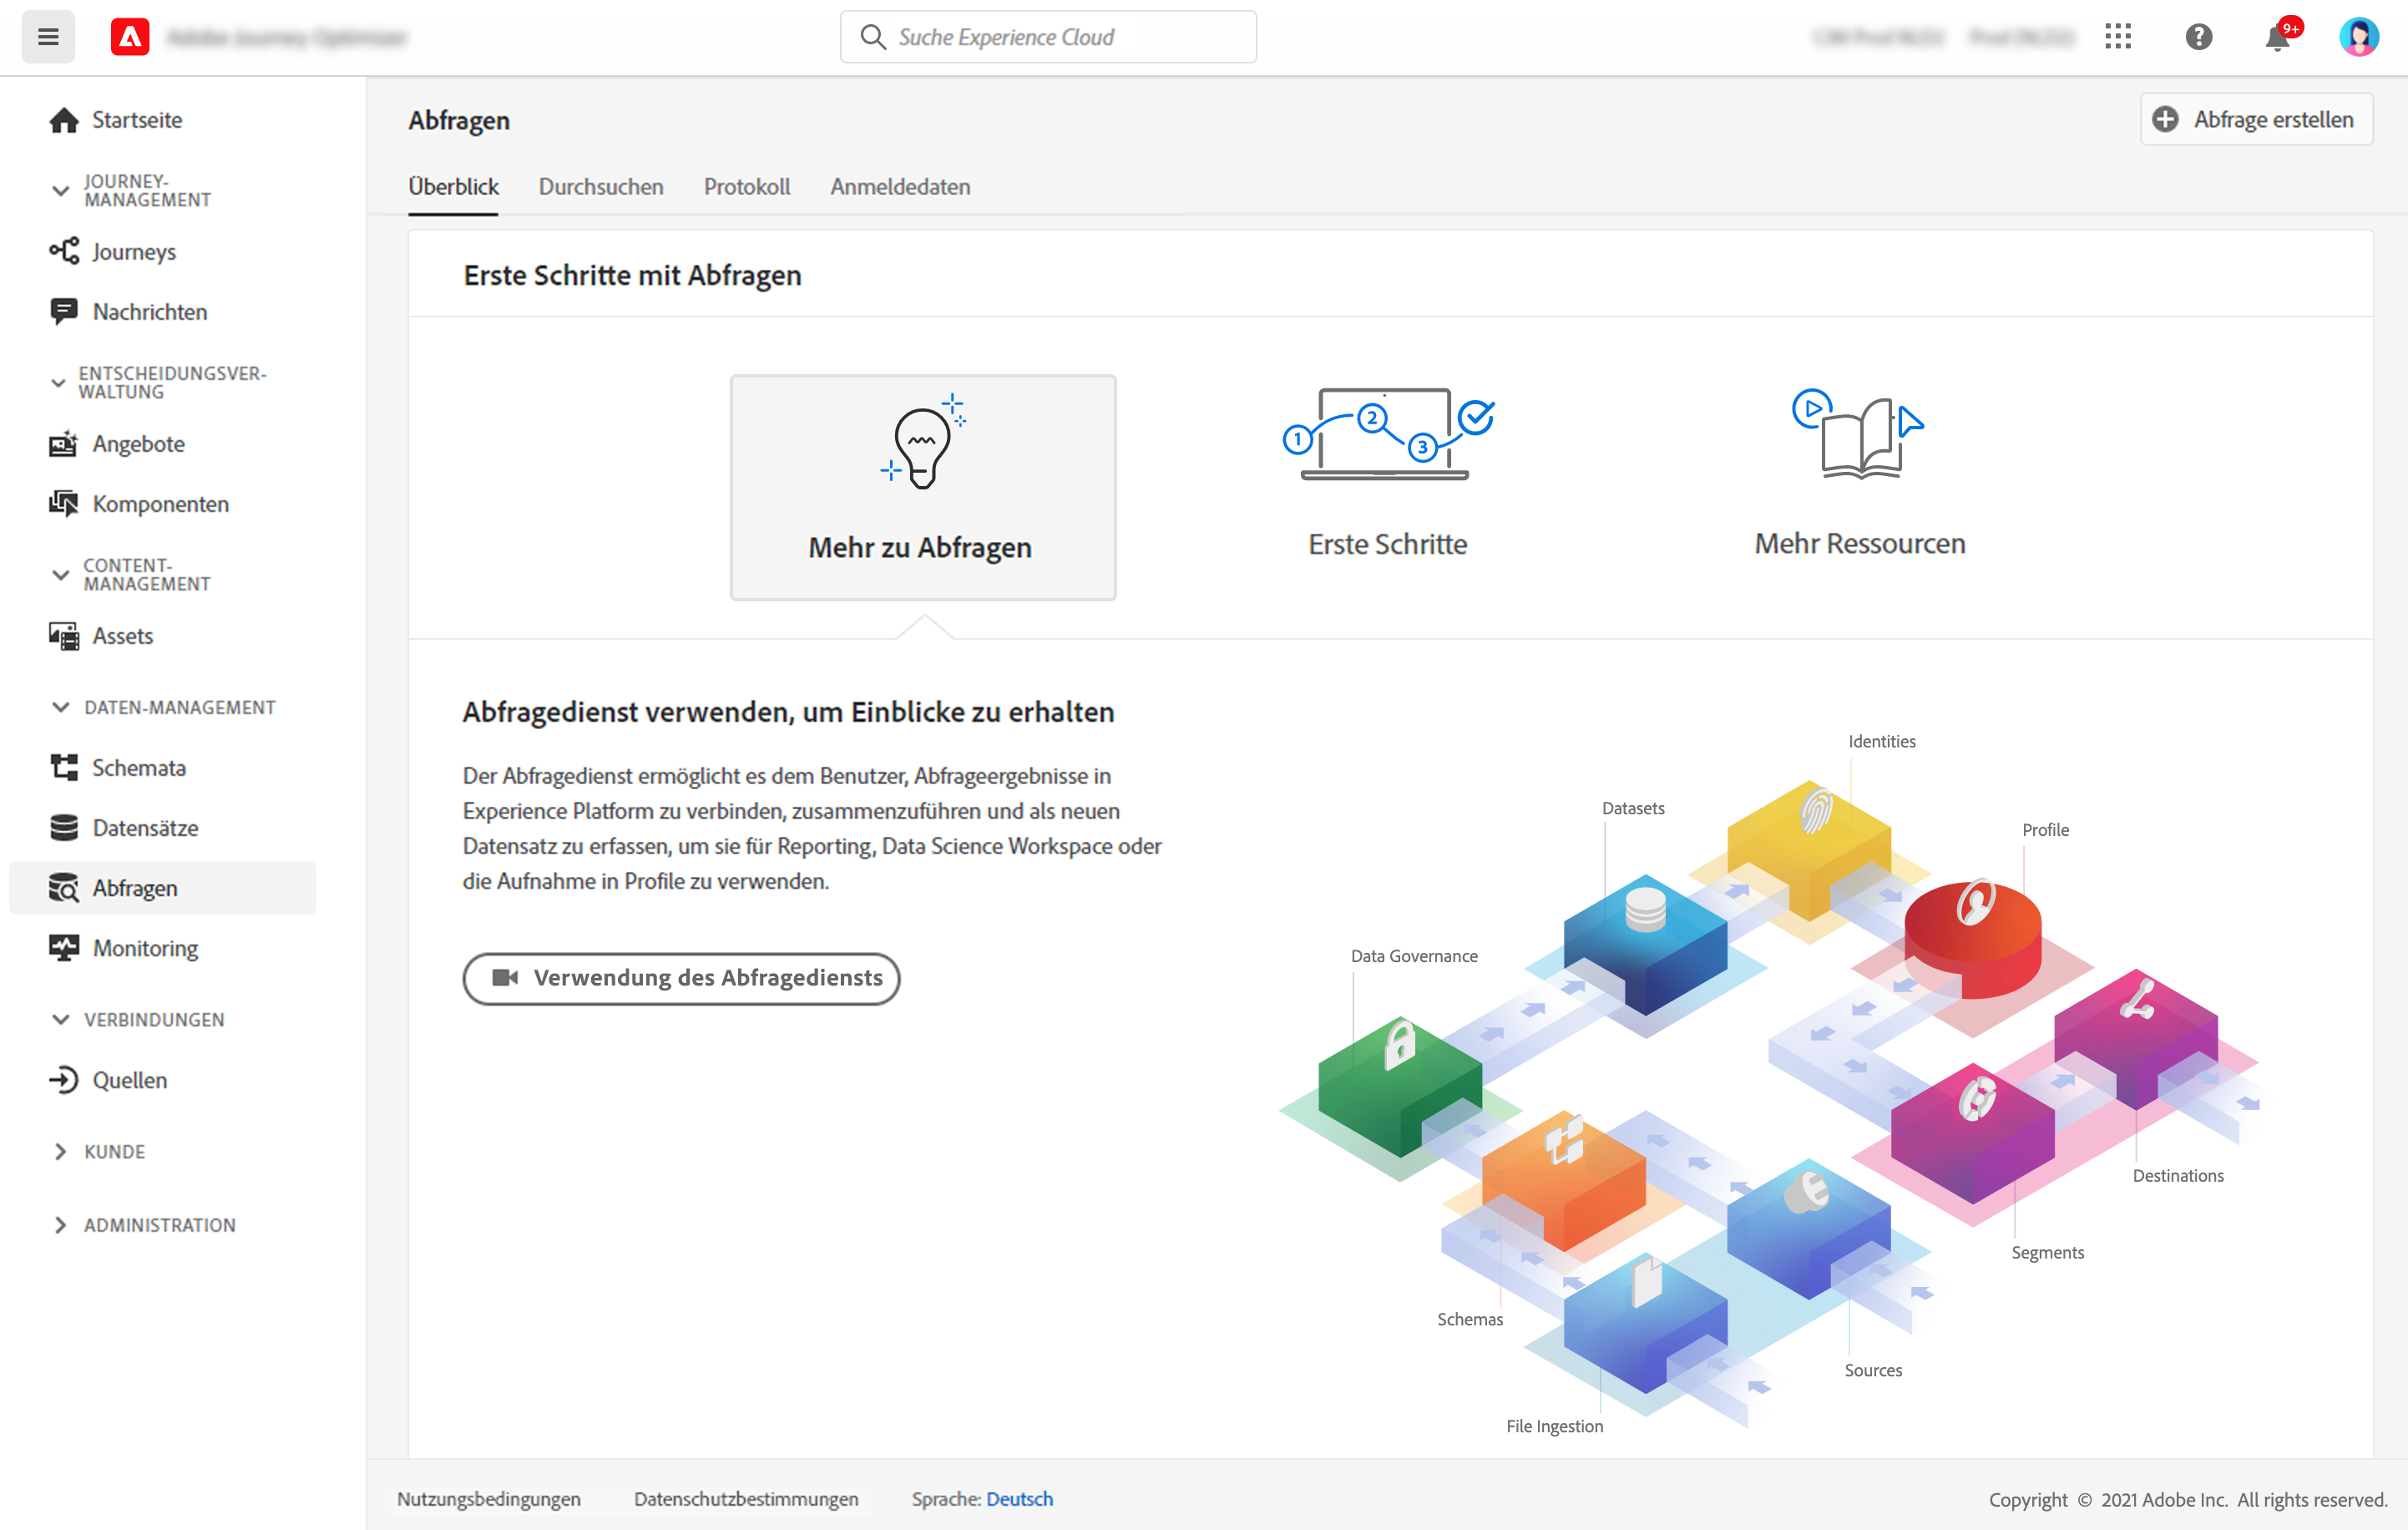 Suche Experience Cloud
9+
Startseite
JOURNEY-
MANAGEMENT
Journeys
Nachrichten
ENTSCHEIDUNGSVER-
WALTUNG
Angebote
Komponenten
CONTENT-
MANAGEMENT
Assets
DATEN-MANAGEMENT
Schemata
Datensätze
Abfragen
Monitoring
VERBINDUNGEN
Quellen
KUNDE
ADMINISTRATION
Abfragen
Abfrage erstellen
Überblick Durchsuchen Protokoll Anmeldedaten
Erste Schritte mit Abfragen
Mehr zu Abfragen
1 2 3
Erste Schritte
Mehr Ressourcen
Abfragedienst verwenden, um Einblicke zu erhalten
Der Abfragedienst ermöglicht es dem Benutzer, Abfrageergebnisse in
Experience Platform zu verbinden, zusammenzuführen und als neuen
Datensatz zu erfassen, um sie für Reporting, Data Science Workspace oder
die Aufnahme in Profile zu verwenden.
Verwendung des Abfragediensts
Identities
Datasets
Profile
Data Governance
Destinations
Segments
Schemas
Sources
File Ingestion
Nutzungsbedingungen Datenschutzbestimmungen Sprache: Deutsch
Copyright © 2021 Adobe Inc. All rights reserved.